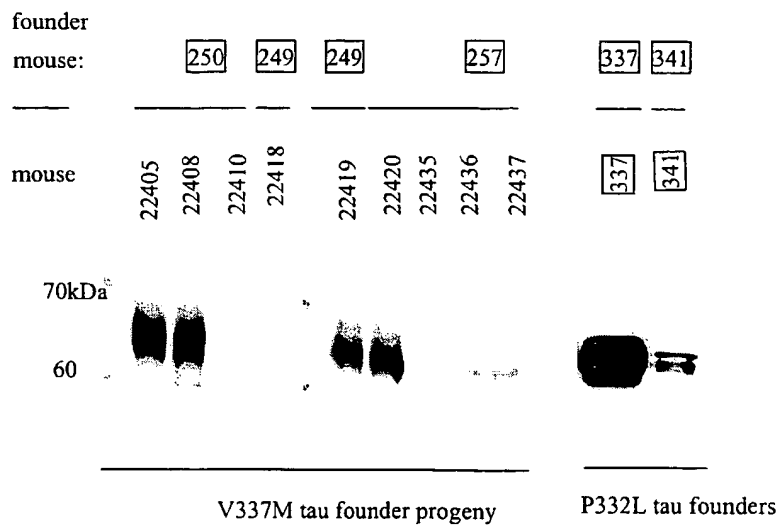 founder
mouse: 250 249 249 257 337 341
mouse 22405 22408 22410 22418 22419 22420 22435 22436 22437 337 341
70kDa
60
V337M tau founder progeny P332L tau founders